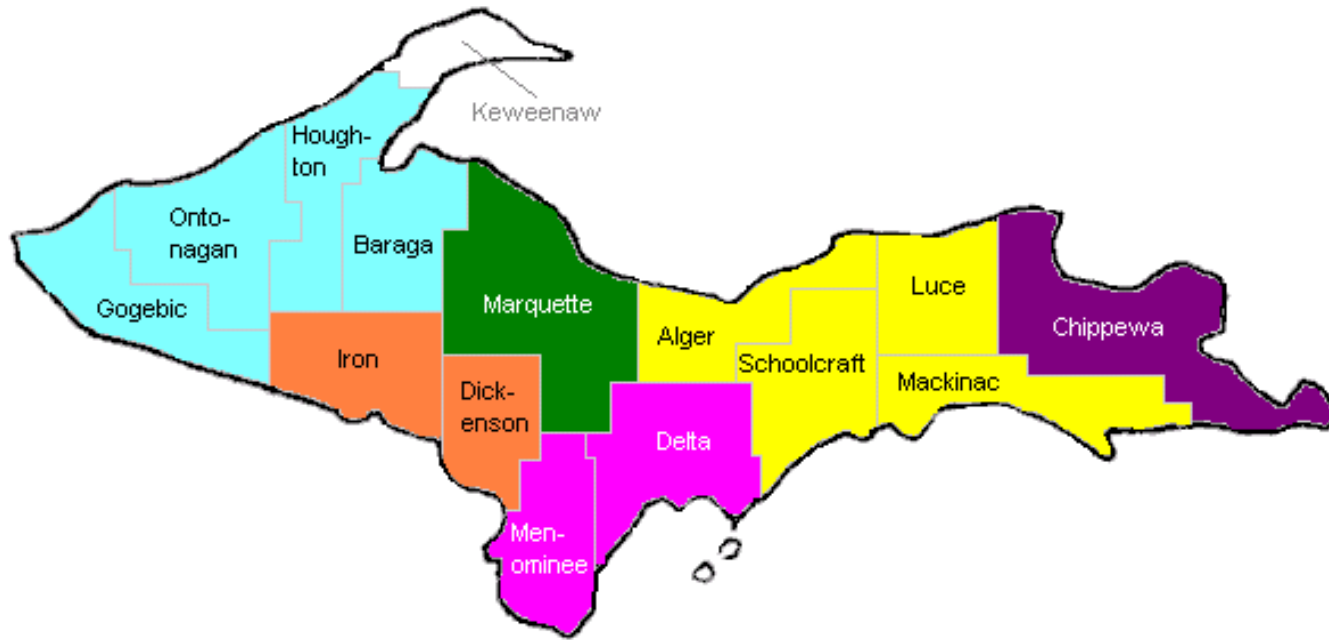 Keweenaw
Hough-
ton
Onto-
nagan
Baraga
Gogebic
Marquette
Iron
Dick-
enson
Alger
Schoolcraft
Luce
Mackinac
Chippewa
Delta
Men-
ominee